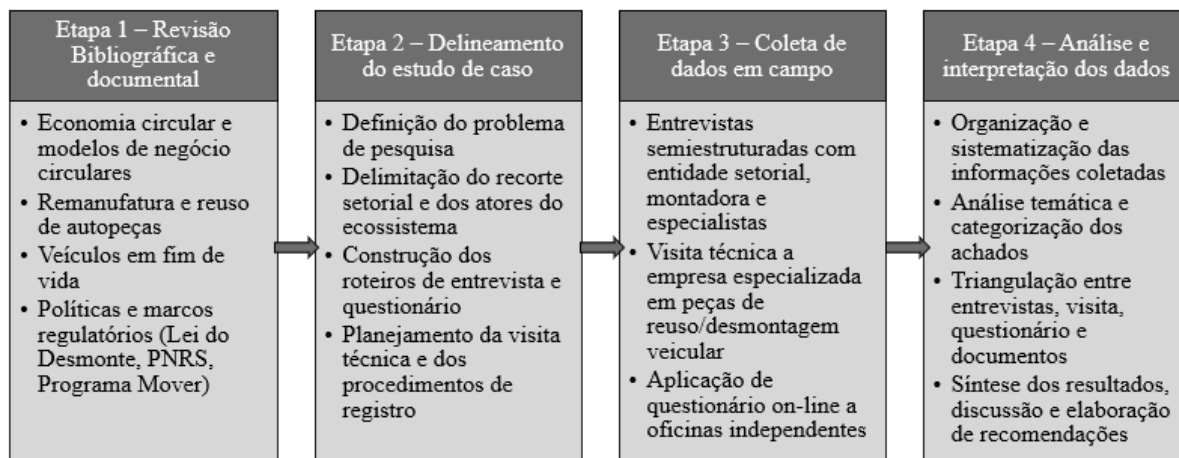 Etapa 1 – Revisão
Bibliográfica e
documental
• Economia circular e
modelos de negócio
circulares
• Remanufatura e reuso
de autopeças
• Veículos em fim de
vida
• Políticas e marcos
regulatórios (Lei do
Desmonte, PNRS,
Programa Mover)
Etapa 2 – Delineamento
do estudo de caso
• Definição do problema
de pesquisa
• Delimitação do recorte
setorial e dos atores do
ecossistema
• Construção dos
roteiros de entrevista e
questionário
• Planejamento da visita
técnica e dos
procedimentos de
registro
Etapa 3 – Coleta de
dados em campo
• Entrevistas
semiestruturadas com
entidade setorial,
montadora e
especialistas
• Visita técnica a
empresa especializada
em peças de
reuso/desmontagem
veicular
• Aplicação de
questionário on-line a
oficinas independentes
Etapa 4 – Análise e
interpretação dos dados
• Organização e
sistematização das
informações coletadas
• Análise temática e
categorização dos
achados
• Triangulação entre
entrevistas, visita,
questionário e
documentos
• Síntese dos resultados,
discussão e elaboração
de recomendações